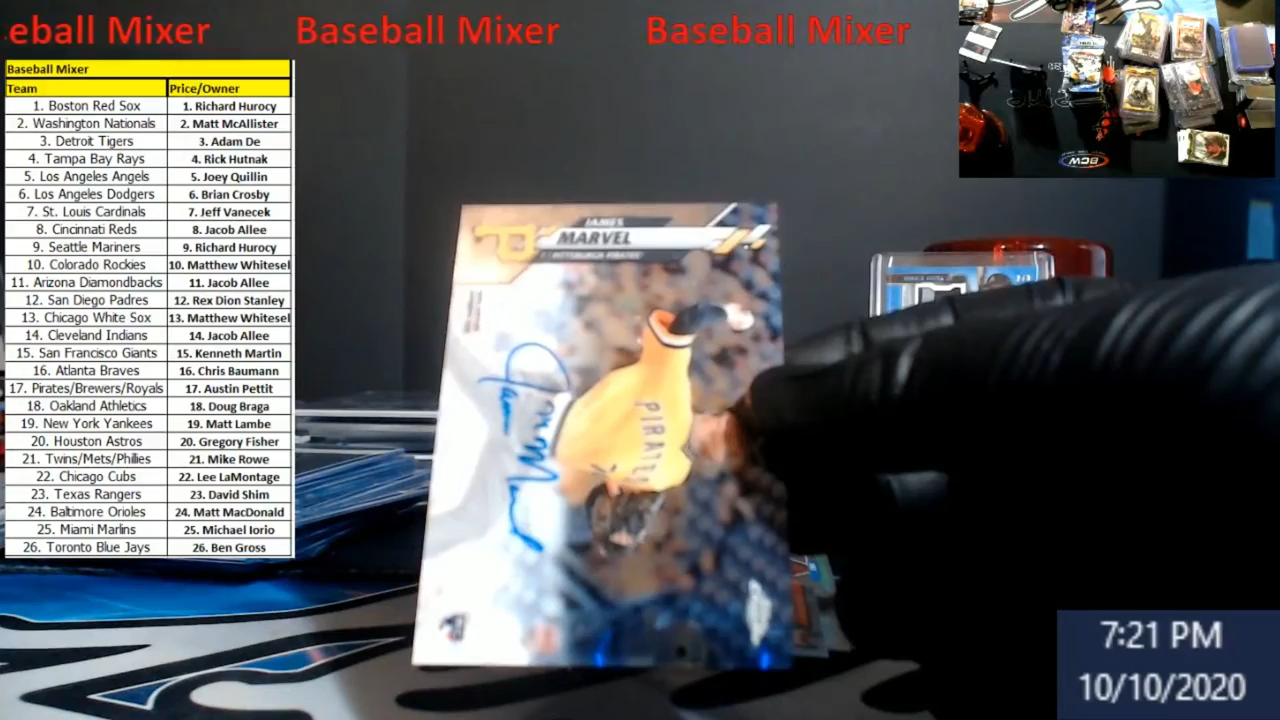 eball Mixer Baseball Mixer Baseball Mixer
Baseball Mixer
Team Price/Owner
1. Boston Red Sox 1. Richard Hurocy
2. Washington Nationals 2. Matt McAllister
3. Detroit Tigers 3. Adam De
4. Tampa Bay Rays 4. Rick Hutnak
5. Los Angeles Angels 5. Joey Quillin
6. Los Angeles Dodgers 6. Brian Crosby
7. St. Louis Cardinals 7. Jeff Vanecek
8. Cincinnati Reds 8. Jacob Allee
9. Seattle Mariners 9. Richard Hurocy
10. Colorado Rockies 10. Matthew Whitesel
11. Arizona Diamondbacks 11. Jacob Allee
12. San Diego Padres 12. Rex Dion Stanley
13. Chicago White Sox 13. Matthew Whitesel
14. Cleveland Indians 14. Jacob Allee
15. San Francisco Giants 15. Kenneth Martin
16. Atlanta Braves 16. Chris Baumann
17. Pirates/Brewers/Royals 17. Austin Pettit
18. Oakland Athletics 18. Doug Braga
19. New York Yankees 19. Matt Lambe
20. Houston Astros 20. Gregory Fisher
21. Twins/Mets/Phillies 21. Mike Rowe
22. Chicago Cubs 22. Lee LaMontage
23. Texas Rangers 23. David Shim
24. Baltimore Orioles 24. Matt MacDonald
25. Miami Marlins 25. Michael Iorio
26. Toronto Blue Jays 26. Ben Gross
JAMES
MARVEL
PITTSBURGH PIRATES
P
PIRATES
James Marvel
BCW
7:21 PM
10/10/2020